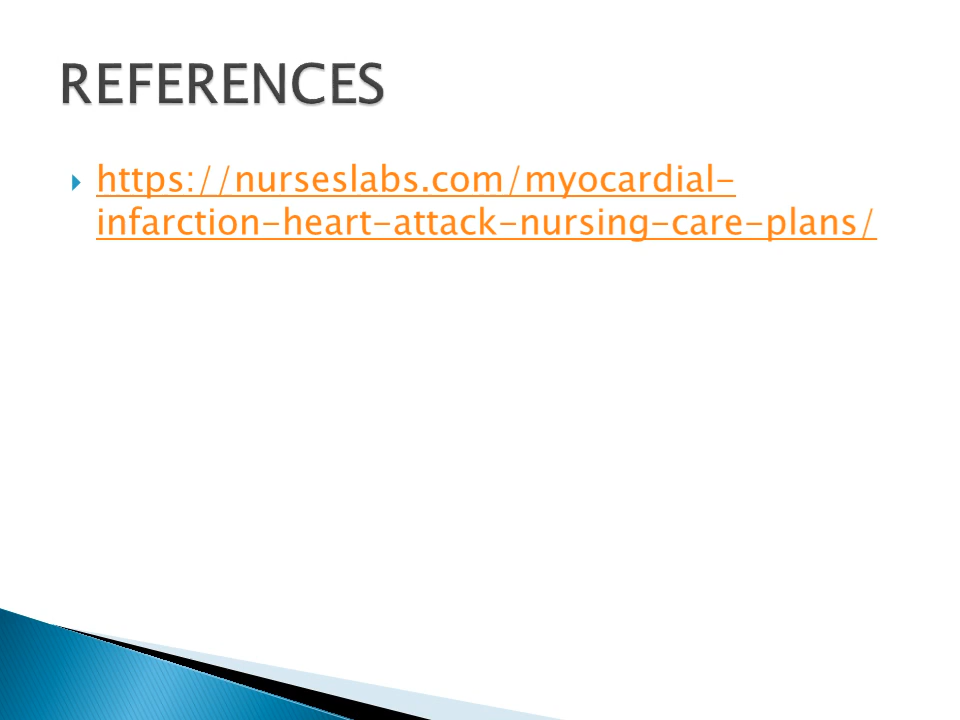 REFERENCES
https://nurseslabs.com/myocardial-
infarction-heart-attack-nursing-care-plans/